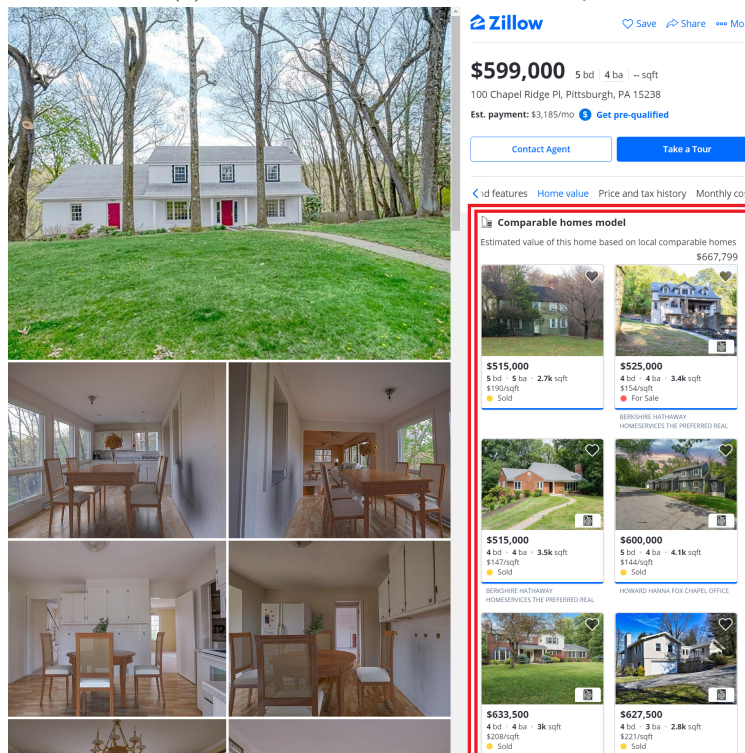 Zillow
Save Share Mo
$599,000 5 bd 4 ba -- sqft
100 Chapel Ridge Pl, Pittsburgh, PA 15238
Est. payment: $3,185/mo $ Get pre-qualified
Contact Agent Take a Tour
nd features Home value Price and tax history Monthly cos
Comparable homes model
Estimated value of this home based on local comparable homes
$667,799
$515,000
5 bd · 5 ba · 2.7k sqft
$190/sqft
Sold
$525,000
4 bd · 4 ba · 3.4k sqft
$154/sqft
For Sale
BERKSHIRE HATHAWAY
HOMESERVICES THE PREFERRED REAL
$515,000
4 bd · 4 ba · 3.5k sqft
$147/sqft
Sold
BERKSHIRE HATHAWAY
HOMESERVICES THE PREFERRED REAL
$600,000
5 bd · 4 ba · 4.1k sqft
$144/sqft
Sold
HOWARD HANNA FOX CHAPEL OFFICE
$633,500
4 bd · 4 ba · 3k sqft
$208/sqft
Sold
$627,500
4 bd · 3 ba · 2.8k sqft
$221/sqft
Sold